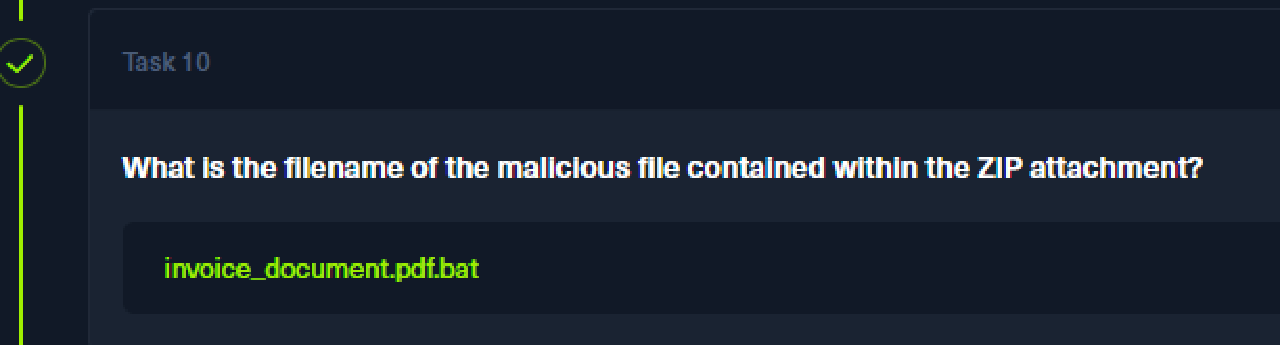 Task 10
What is the filename of the malicious file contained within the ZIP attachment?
invoice_document.pdf.bat